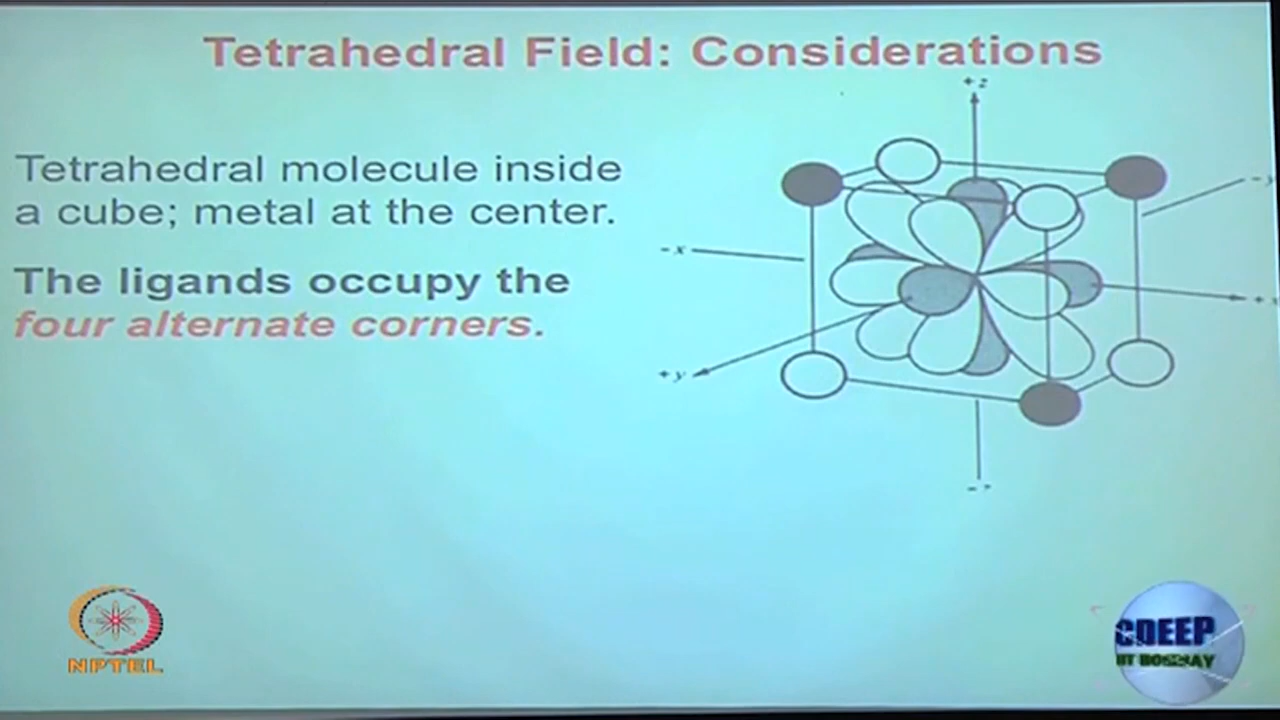 Tetrahedral Field: Considerations
+z
Tetrahedral molecule inside
a cube; metal at the center.
-x
The ligands occupy the
four alternate corners.
+y
NPTEL
CDEEP
IIT BOMBAY